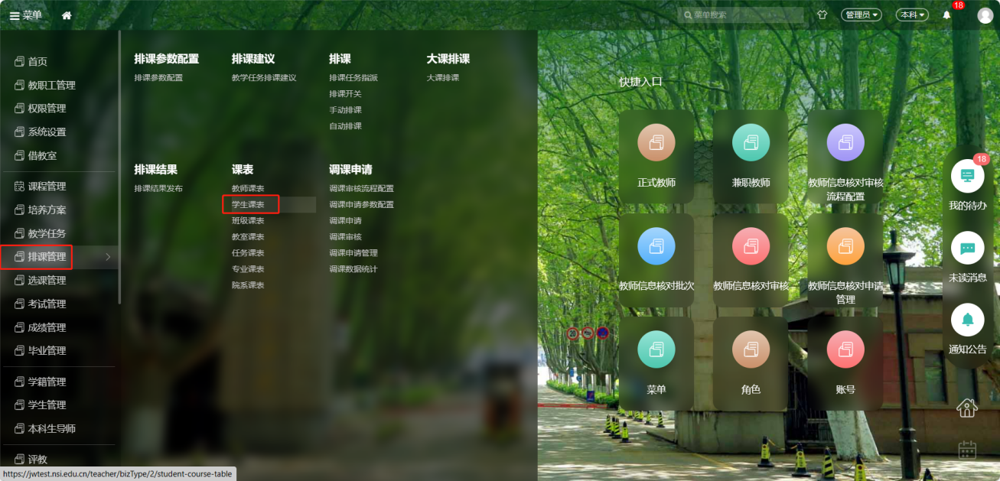 菜单
菜单搜索
管理员
本科
18
首页
教职工管理
权限管理
系统设置
借教室
课程管理
培养方案
教学任务
排课管理
选课管理
考试管理
成绩管理
毕业管理
学籍管理
学生管理
本科生导师
评教
排课参数配置
排课参数配置
排课建议
教学任务排课建议
排课
排课任务指派
排课开关
手动排课
自动排课
大课排课
大课排课
排课结果
排课结果发布
课表
教师课表
学生课表
班级课表
教室课表
任务课表
专业课表
院系课表
调课申请
调课审核流程配置
调课申请参数配置
调课申请
调课审核
调课申请管理
调课数据统计
快捷入口
正式教师
兼职教师
教师信息核对审核
流程配置
教师信息核对批次
教师信息核对审核
教师信息核对申请
管理
菜单
角色
账号
18
我的待办
未读消息
通知公告
20
https://jwtest.nsi.edu.cn/teacher/bizType/2/student-course-table